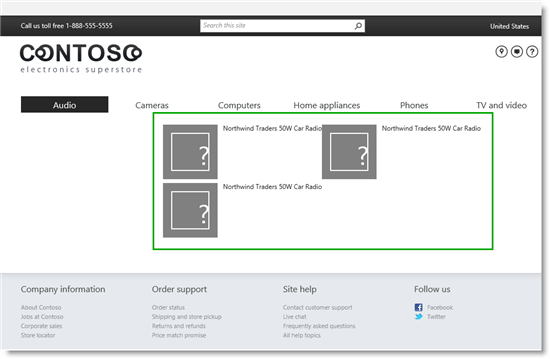 Call us toll free 1-888-555-5555 Search this site United States
CONTOSO
electronics superstore
?
Audio Cameras Computers Home appliances Phones TV and video
? Northwind Traders 50W Car Radio ? Northwind Traders 50W Car Radio
? Northwind Traders 50W Car Radio
Company information Order support Site help Follow us
About Contoso Order status Contact customer support Facebook
Jobs at Contoso Shipping and store pickup Live chat Twitter
Corporate sales Returns and refunds Frequently asked questions
Store locator Price match promise All help topics